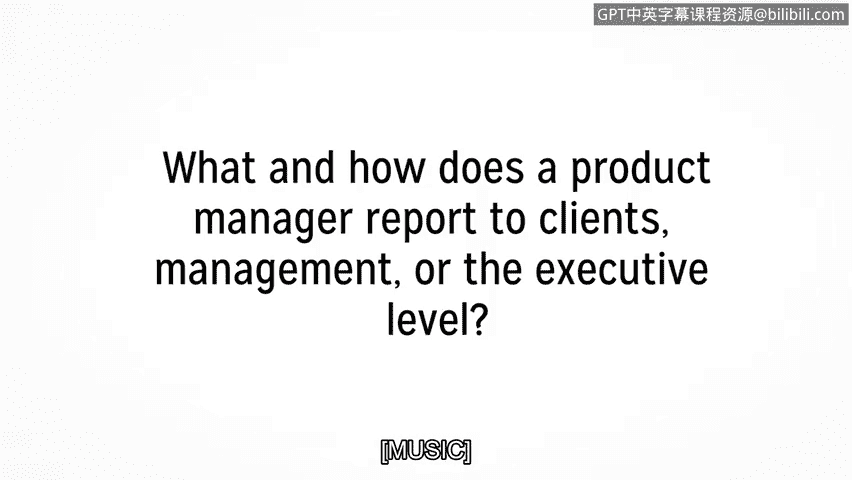 GPT中英字幕课程资源@bilibili.com
What and how does a product
manager report to clients,
management, or the executive
level?
[MUSIC]